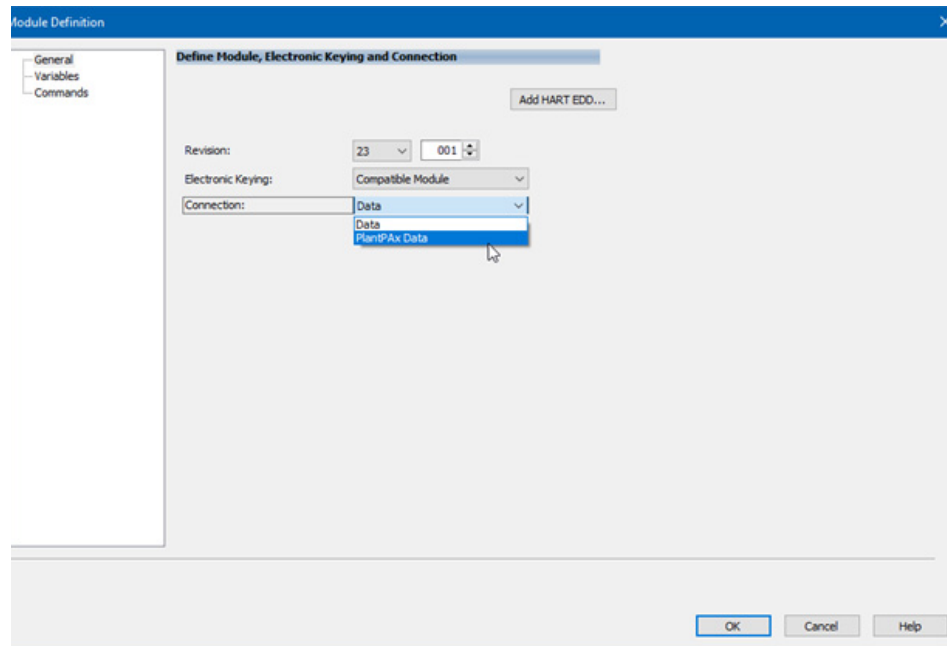 Module Definition
General
Variables
Commands
Define Module, Electronic Keying and Connection
Add HART EDD...
Revision: 23 001
Electronic Keying: Compatible Module
Connection: Data
Data
PlantPAx Data
OK Cancel Help